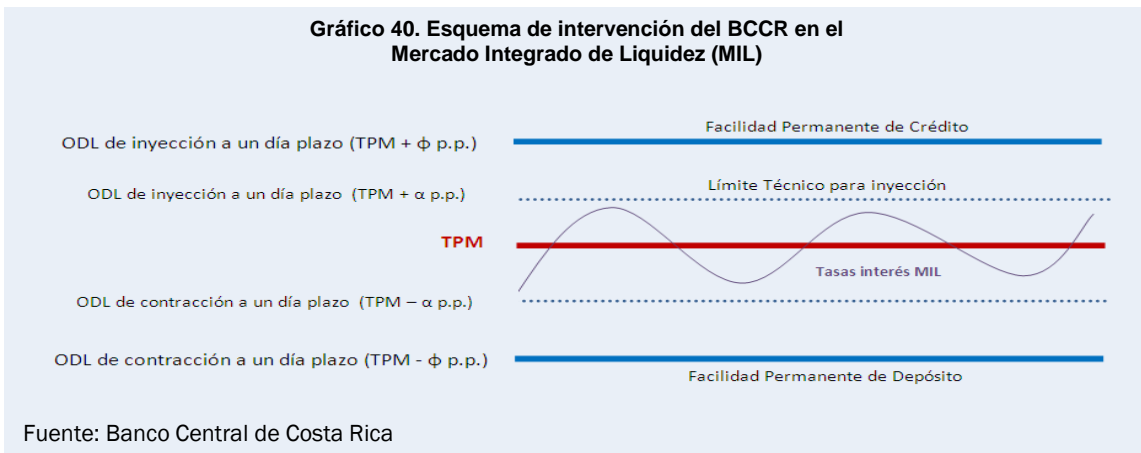 Gráfico 40. Esquema de intervención del BCCR en el
Mercado Integrado de Liquidez (MIL)
Facilidad Permanente de Crédito
ODL de inyección a un día plazo (TPM + ф p.p.)
Límite Técnico para inyección
ODL de inyección a un día plazo (TPM + α p.p.)
TPM
Tasas interés MIL
ODL de contracción a un día plazo (TPM – α p.p.)
ODL de contracción a un día plazo (TPM - ф p.p.)
Facilidad Permanente de Depósito
Fuente: Banco Central de Costa Rica